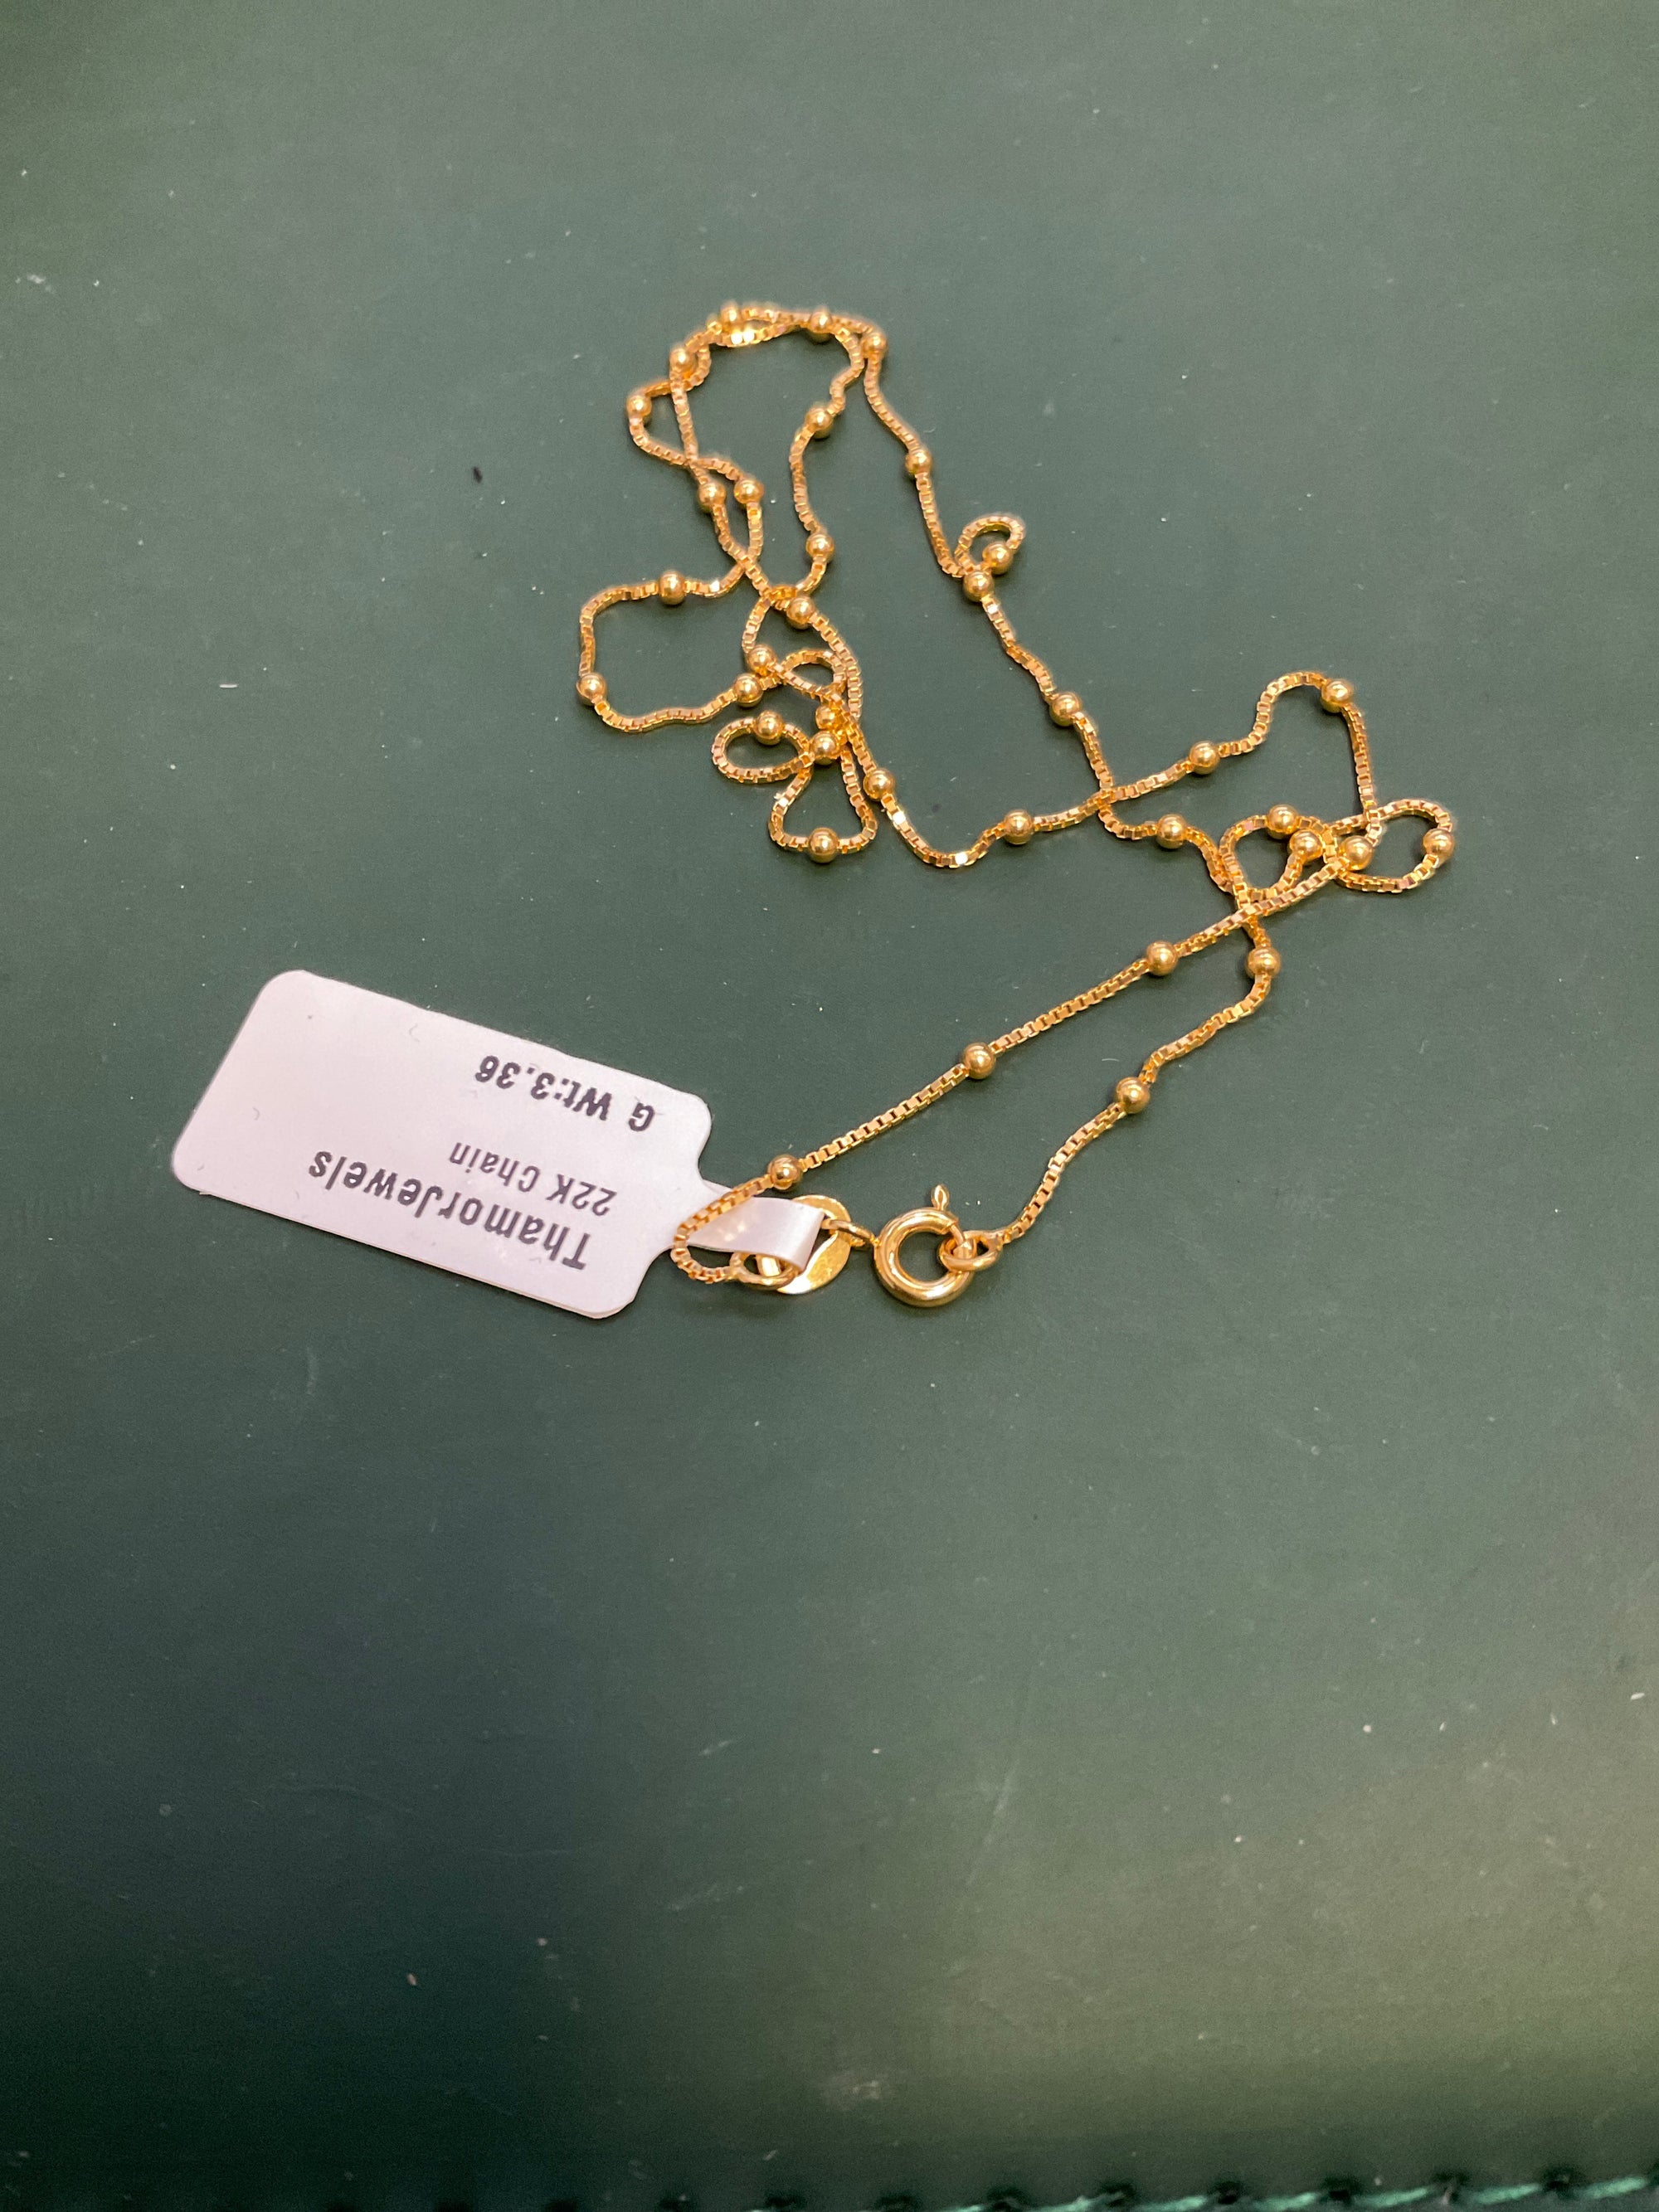 ThamorJewels
22K Chain
G Wt:3.36